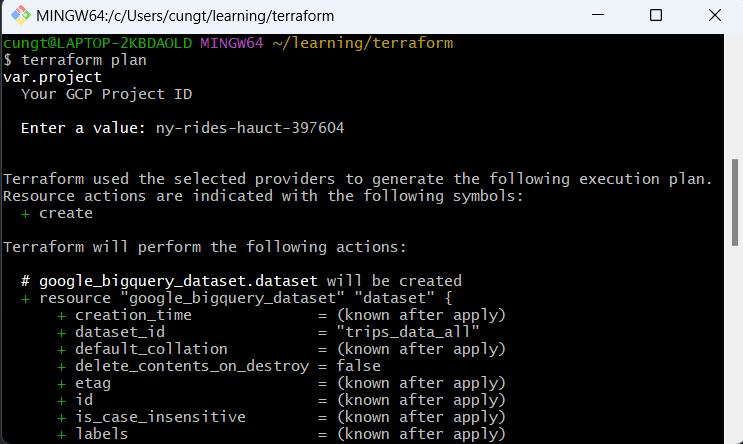 MINGW64:/c/Users/cungt/learning/terraform
cungt@LAPTOP-2KBDAOLD MINGW64 ~/learning/terraform
$ terraform plan
var.project
  Your GCP Project ID

  Enter a value: ny-rides-hauct-397604


Terraform used the selected providers to generate the following execution plan.
Resource actions are indicated with the following symbols:
  + create

Terraform will perform the following actions:

  # google_bigquery_dataset.dataset will be created
  + resource "google_bigquery_dataset" "dataset" {
      + creation_time              = (known after apply)
      + dataset_id                 = "trips_data_all"
      + default_collation          = (known after apply)
      + delete_contents_on_destroy = false
      + etag                       = (known after apply)
      + id                         = (known after apply)
      + is_case_insensitive        = (known after apply)
      + labels                     = (known after apply)